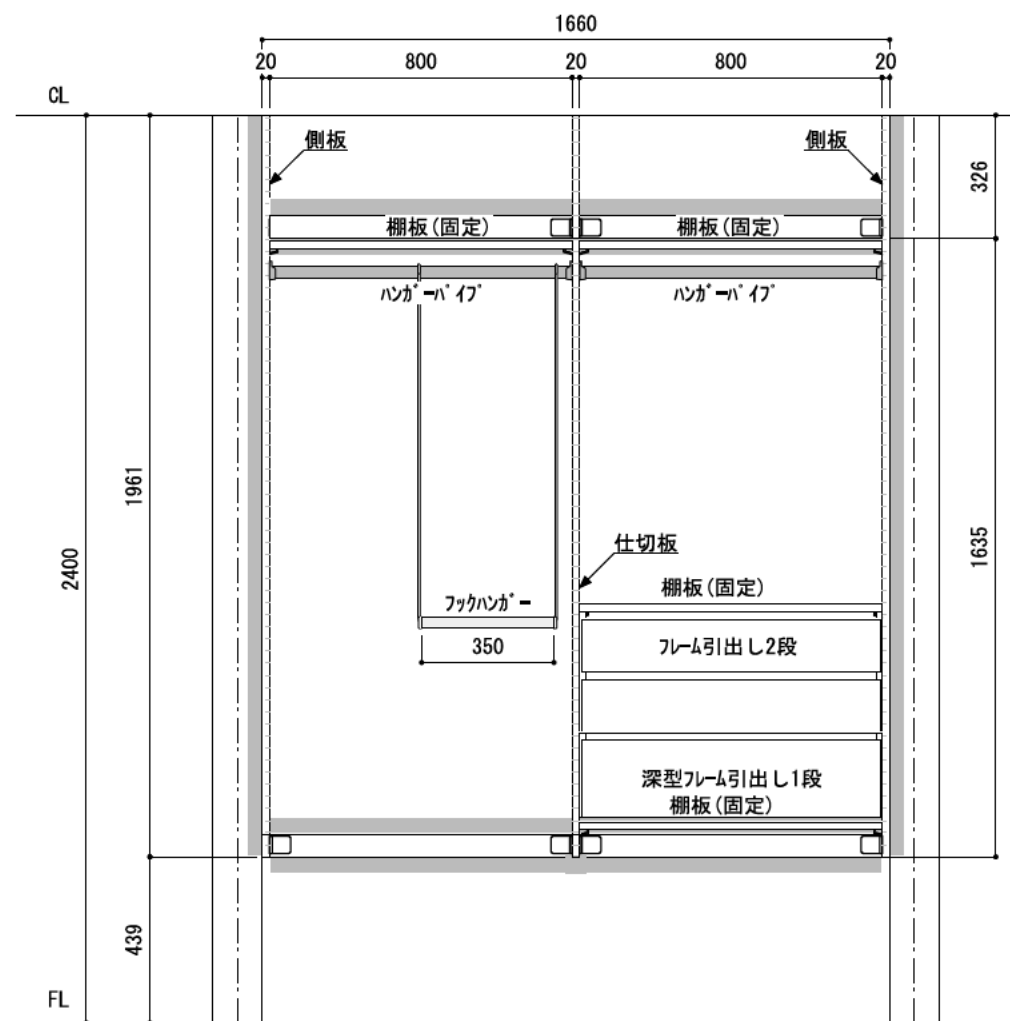 1660
20
800
20
800
20
CL
側板
側板
326
棚板(固定)
棚板(固定)
ﾊﾝｶﾞｰﾊﾟｲﾌﾟ
ﾊﾝｶﾞｰﾊﾟｲﾌﾟ
1961
2400
仕切板
1635
棚板(固定)
ﾌｯｸﾊﾝｶﾞｰ
350
ﾌﾚｰﾑ引出し2段
深型ﾌﾚｰﾑ引出し1段
棚板(固定)
439
FL